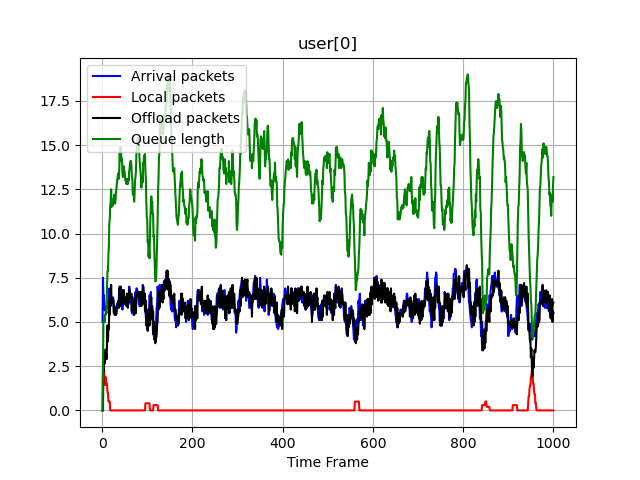 user[0]
Arrival packets
Local packets
Offload packets
Queue length
17.5
15.0
12.5
10.0
7.5
5.0
2.5
0.0
0 200 400 600 800 1000
Time Frame